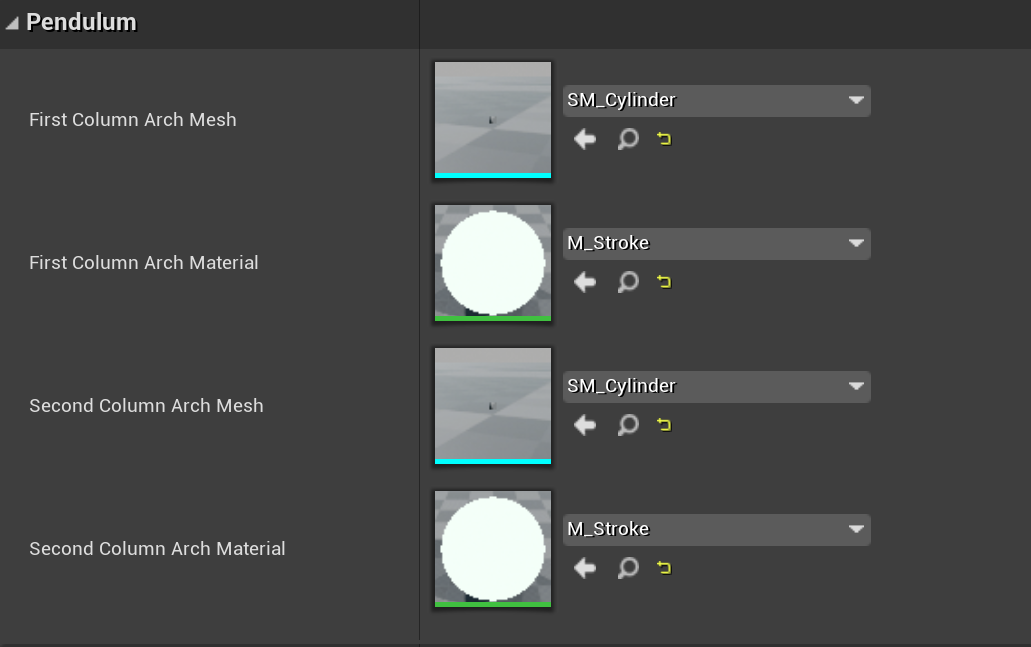 Pendulum
First Column Arch Mesh
SM_Cylinder
First Column Arch Material
M_Stroke
Second Column Arch Mesh
SM_Cylinder
Second Column Arch Material
M_Stroke